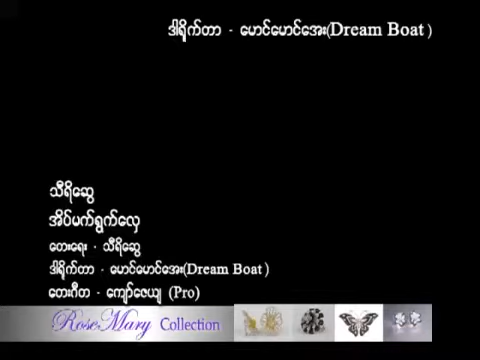 ဒါရိုက်တာ - မောင်မောင်အေး(Dream Boat)
သီရိဆွေ
အိပ်မက်ရွက်လှေ
တေးရေး - သီရိဆွေ
ဒါရိုက်တာ - မောင်မောင်အေး(Dream Boat)
တေးဂီတ - ကျော်ဇေယျ (Pro)
RoseMary Collection